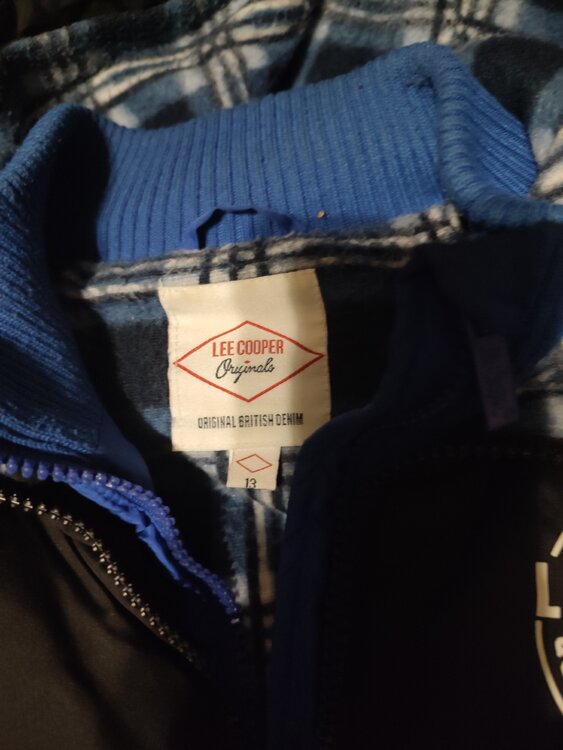 LEE COOPER
Originals
ORIGINAL BRITISH DENIM
13
L